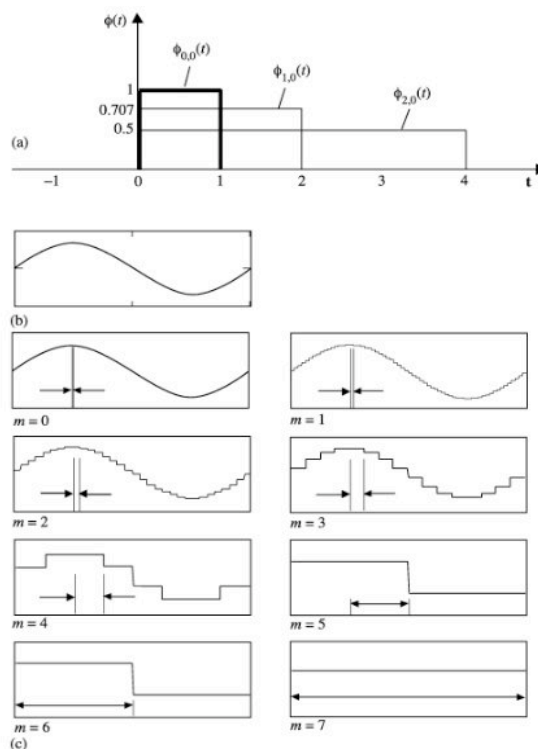 ϕ(t)
ϕ0,0(t)
ϕ1,0(t)
ϕ2,0(t)
1
0.707
0.5
(a)
−1 0 1 2 3 4 t
(b)
m = 0 m = 1
m = 2 m = 3
m = 4 m = 5
m = 6 m = 7
(c)